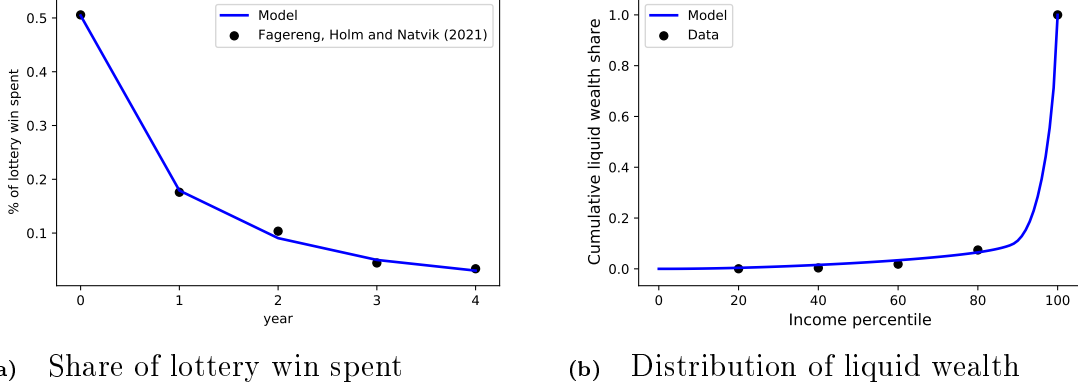 0.5
0.4
0.3
0.2
0.1
% of lottery win spent
0 1 2 3 4
year
Model
Fagereng, Holm and Natvik (2021)
1.0
0.8
0.6
0.4
0.2
0.0
Cumulative liquid wealth share
0 20 40 60 80 100
Income percentile
Model
Data
) Share of lottery win spent
(b) Distribution of liquid wealth